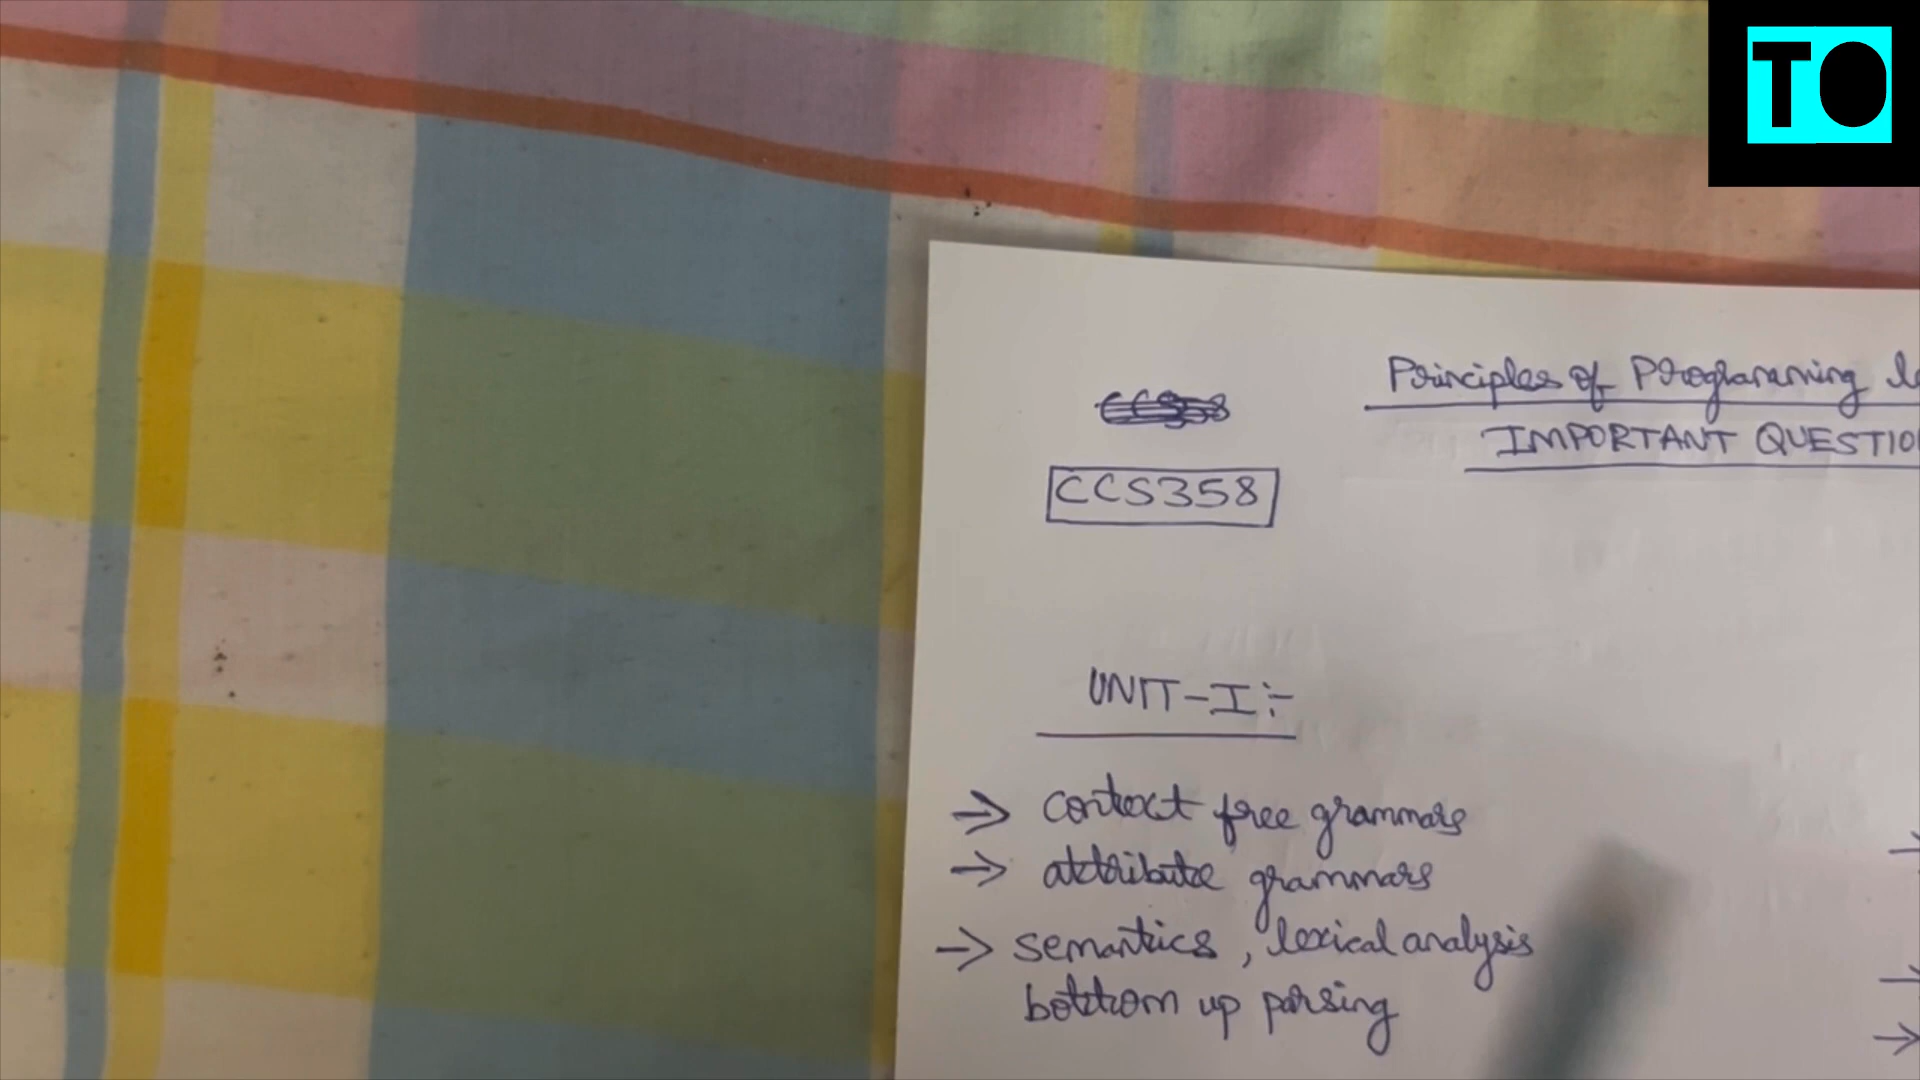 TO
Principles of Programming
IMPORTANT QUESTIO
CCS358
CCS358
UNIT-I:-
→ context free grammars
→ attribute grammars
→ semantics, lexical analysis
bottom up parsing